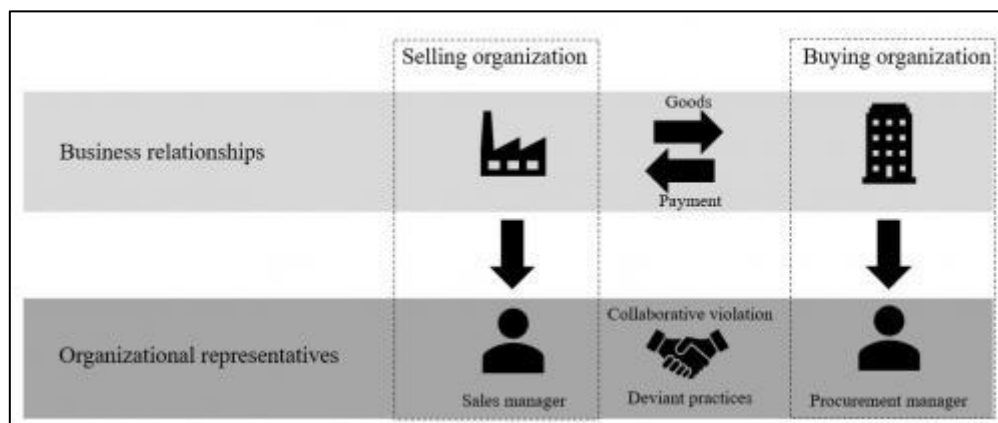 Selling organization
Buying organization
Business relationships
Goods
Payment
Organizational representatives
Collaborative violation
Deviant practices
Sales manager
Procurement manager